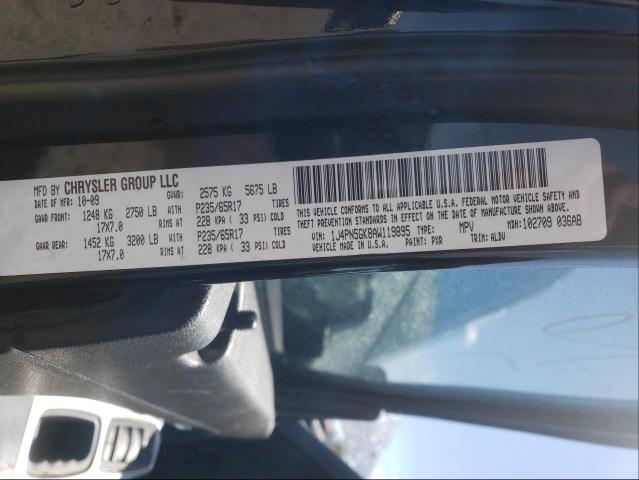 MFD BY CHRYSLER GROUP LLC
DATE OF MFR: 10-09 GVWR: 2575 KG 5675 LB
GAWR FRONT: 1248 KG 2750 LB WITH P235/65R17 TIRES
17X7.0 RIMS AT 228 KPA ( 33 PSI) COLD
GAWR REAR: 1452 KG 3200 LB WITH P235/65R17 TIRES
17X7.0 RIMS AT 228 KPA ( 33 PSI) COLD
THIS VEHICLE CONFORMS TO ALL APPLICABLE U.S.A. FEDERAL MOTOR VEHICLE SAFETY AND
THEFT PREVENTION STANDARDS IN EFFECT ON THE DATE OF MANUFACTURE SHOWN ABOVE.
VIN: 1J4PN5GK8AW119895 TYPE: MPV MDH: 102709 036AB
VEHICLE MADE IN U.S.A. PAINT: PXR TRIM: ALDV